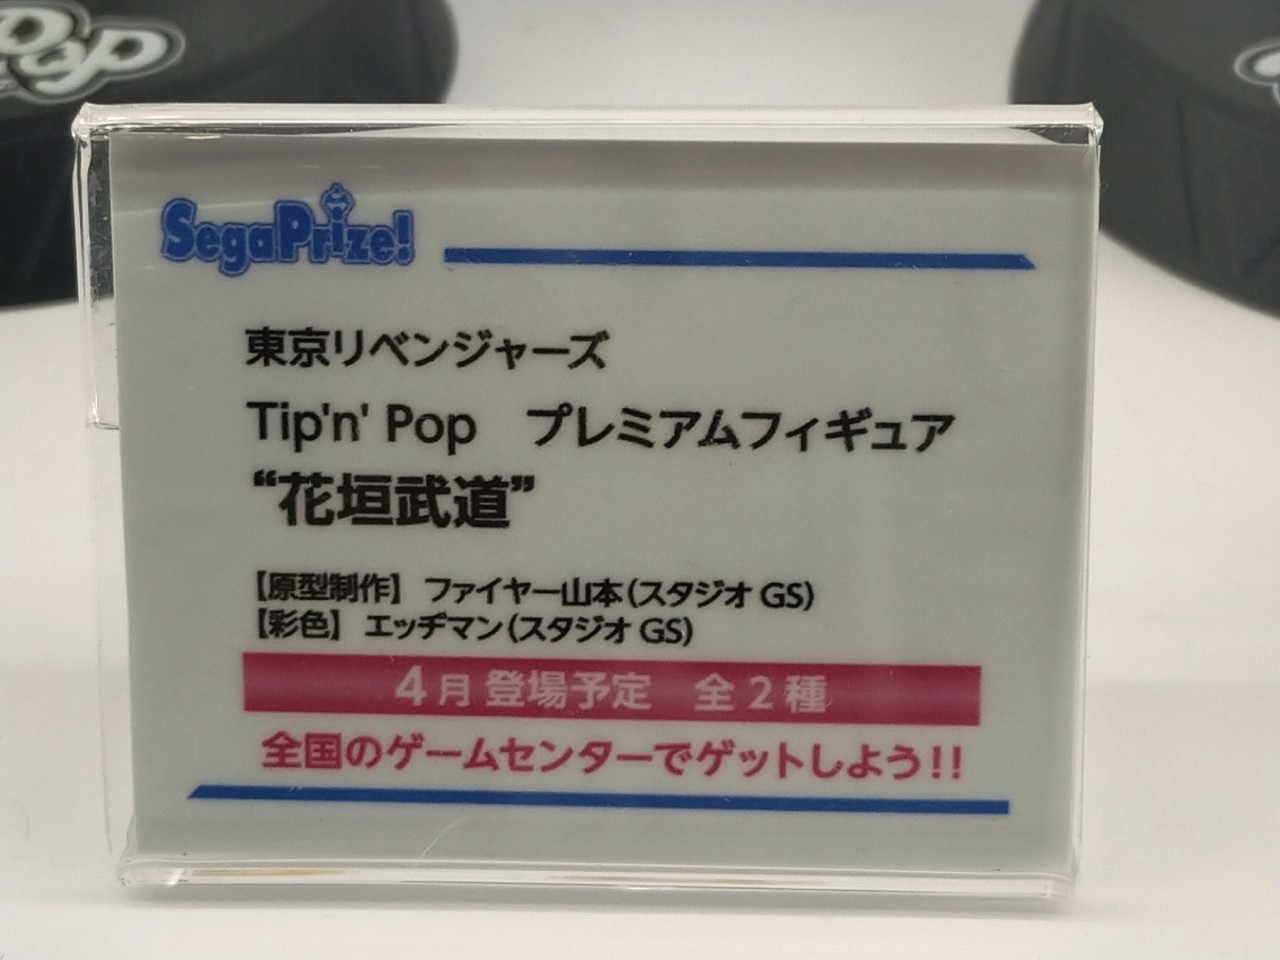 Pop
SegaPrize!
東京リベンジャーズ
Tip'n' Pop　プレミアムフィギュア
“花垣武道”
【原型制作】 ファイヤー山本（スタジオ GS）
【彩色】 エッヂマン（スタジオ GS）
4月 登場予定　全2種
全国のゲームセンターでゲットしよう!!